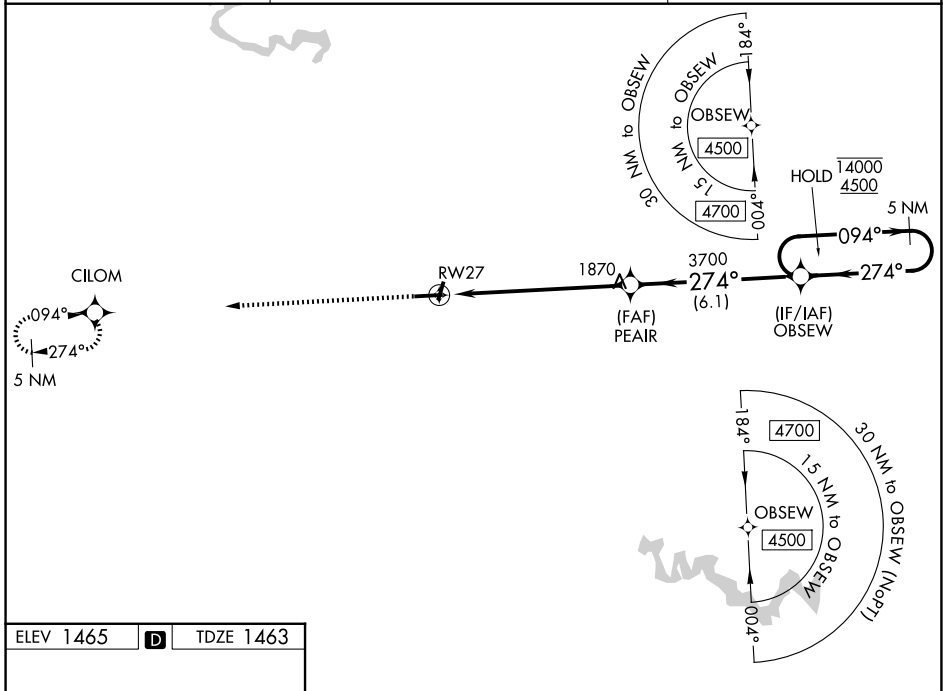 184°
30 NM to OBSEW
15 NM to OBSEW
OBSEW
4500
4700
004°
HOLD
14000
4500
5 NM
094°
274°
CILOM
094°
274°
5 NM
RW27
1870
3700
274°
(6.1)
(FAF)
PEAIR
(IF/IAF)
OBSEW
184°
4700
30 NM to OBSEW (NoPT)
15 NM to OBSEW
OBSEW
4500
004°
ELEV 1465 D TDZE 1463